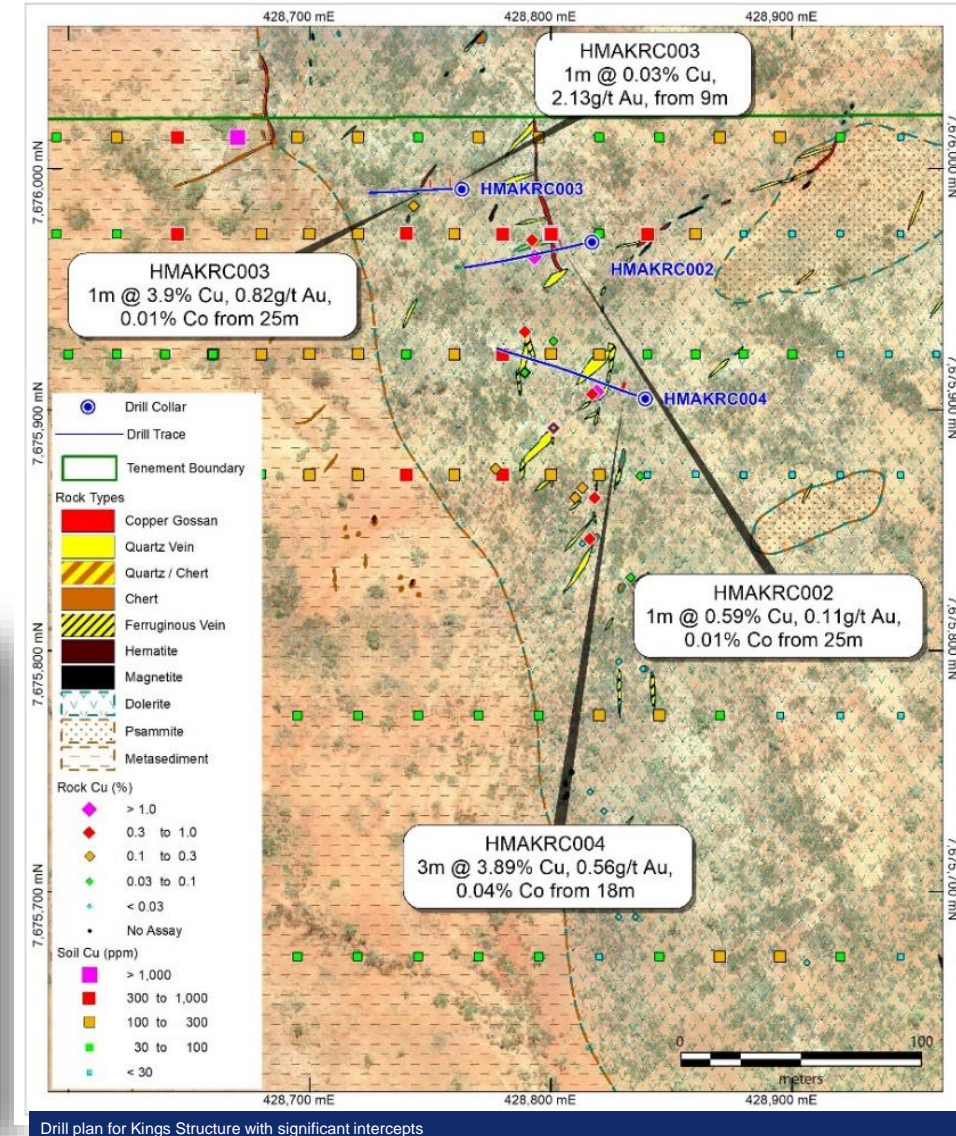 428,700 mE
428,800 mE
428,900 mE
HMAKRC003
1m @ 0.03% Cu,
2.13g/t Au, from 9m
7,676,000 mN
7,676,000 mN
HMAKRC003
HMAKRC002
HMAKRC003
1m @ 3.9% Cu, 0.82g/t Au,
0.01% Co from 25m
HMAKRC004
7,675,900 mN
7,675,900 mN
Drill Collar
Drill Trace
Tenement Boundary
Rock Types
Copper Gossan
Quartz Vein
Quartz / Chert
Chert
Ferruginous Vein
Hematite
Magnetite
Dolerite
Psammite
Metasediment
Rock Cu (%)
> 1.0
0.3 to 1.0
0.1 to 0.3
0.03 to 0.1
< 0.03
No Assay
Soil Cu (ppm)
> 1,000
300 to 1,000
100 to 300
30 to 100
< 30
HMAKRC002
1m @ 0.59% Cu, 0.11g/t Au,
0.01% Co from 25m
7,675,800 mN
7,675,800 mN
HMAKRC004
3m @ 3.89% Cu, 0.56g/t Au,
0.04% Co from 18m
7,675,700 mN
7,675,700 mN
0 100
meters
428,700 mE
428,800 mE
428,900 mE
Drill plan for Kings Structure with significant intercepts